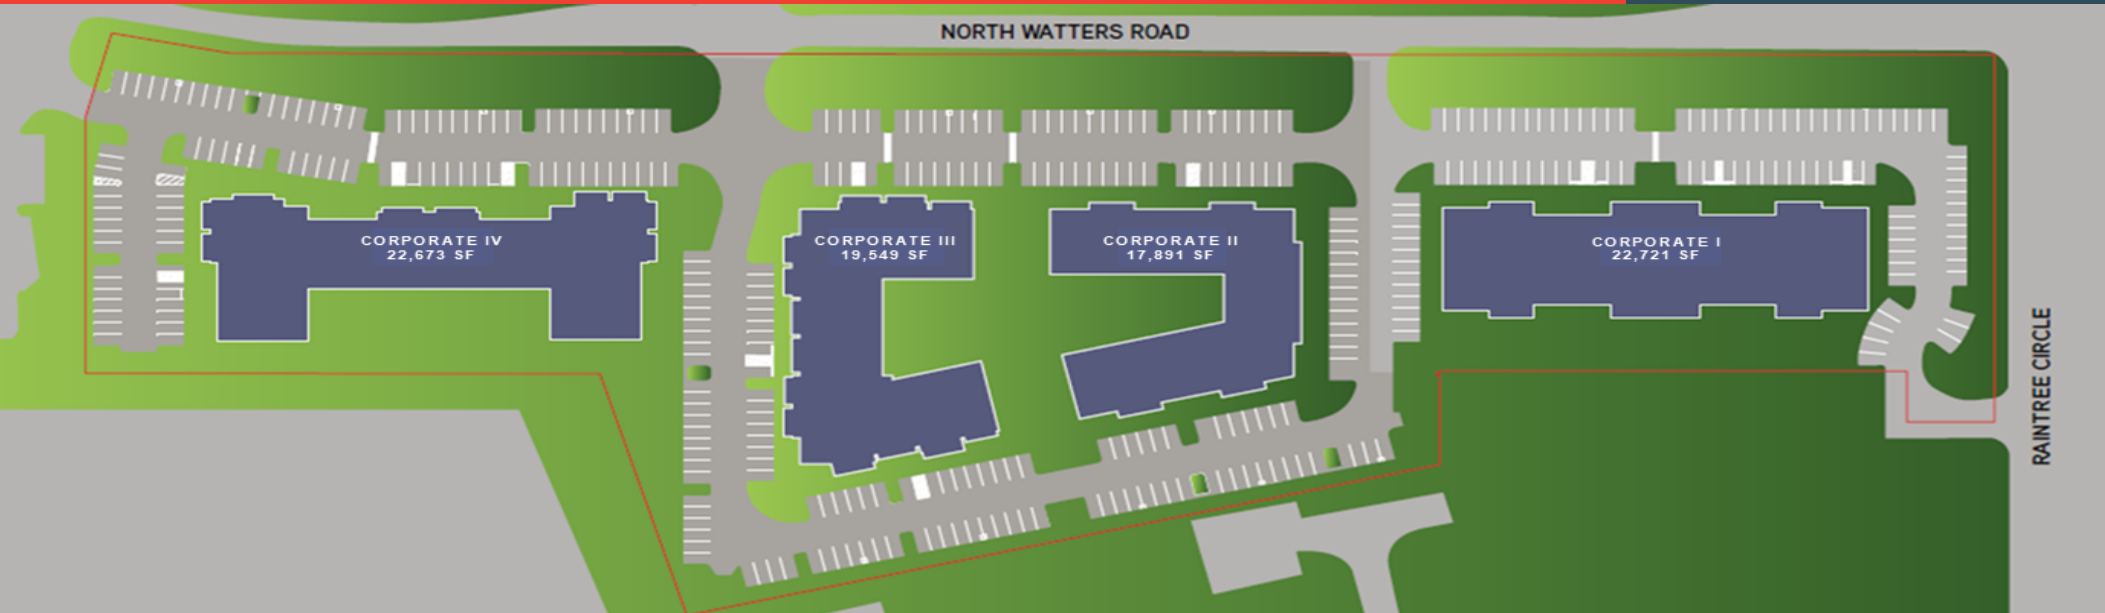 NORTH WATTERS ROAD
CORPORATE IV
22,673 SF
CORPORATE III
19,549 SF
CORPORATE II
17,891 SF
CORPORATE I
22,721 SF
RAINTREE CIRCLE